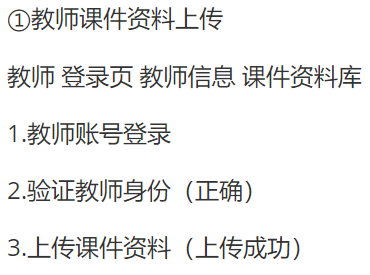 ①教师课件资料上传
教师 登录页 教师信息 课件资料库
1.教师账号登录
2.验证教师身份（正确）
3.上传课件资料（上传成功）